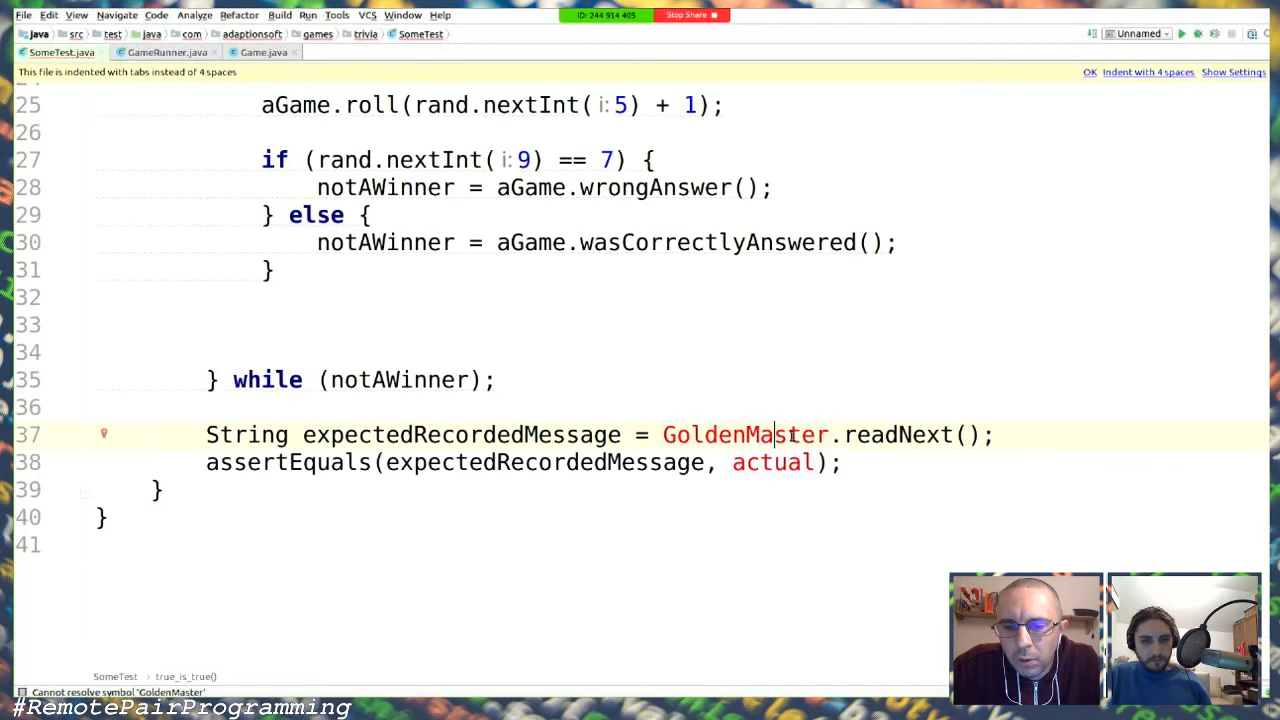 File Edit View Navigate Code Analyze Refactor Build Run Tools VCS Window Help
ID: 244 914 405 Stop Share
java src test java com adaptionsoft games trivia SomeTest Unnamed
SomeTest.java GameRunner.java Game.java
This file is indented with tabs instead of 4 spaces OK Indent with 4 spaces Show Settings
25 aGame.roll(rand.nextInt( i: 5) + 1);
26
27 if (rand.nextInt( i: 9) == 7) {
28 notAWinner = aGame.wrongAnswer();
29 } else {
30 notAWinner = aGame.wasCorrectlyAnswered();
31 }
32
33
34
35 } while (notAWinner);
36
37 String expectedRecordedMessage = GoldenMaster.readNext();
38 assertEquals(expectedRecordedMessage, actual);
39 }
40 }
41
SomeTest true_is_true()
Cannot resolve symbol 'GoldenMaster'
#RemotePairProgramming